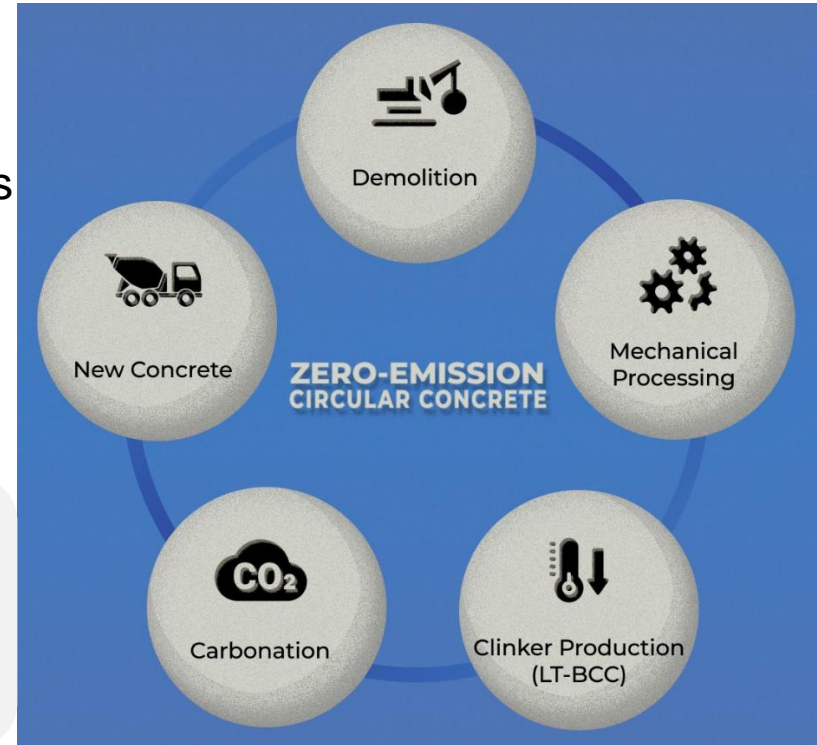 s
Demolition
New Concrete
Mechanical
Processing
ZERO-EMISSION
CIRCULAR CONCRETE
CO₂
Carbonation
Clinker Production
(LT-BCC)